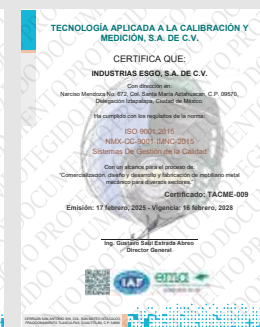 TECNOLOGÍA APLICADA A LA CALIBRACIÓN Y
MEDICIÓN, S.A. DE C.V.
CERTIFICA QUE:
INDUSTRIAS ESGO, S.A. DE C.V.
Con dirección en:
Narciso Mendoza No. 672, Col. Santa María Aztahuacan, C.P. 09570,
Delegación Iztapalapa, Ciudad de México
Ha cumplido con los requisitos de la norma:
ISO 9001:2015
NMX-CC-9001-IMNC-2015
Sistemas De Gestión de la Calidad
Con un alcance para el proceso de:
"Comercialización, diseño y desarrollo y fabricación de mobiliario metal
mecánico para diversos sectores."
Certificado: TACME-009
Emisión: 17 febrero, 2025 - Vigencia: 16 febrero, 2028
Ing. Gustavo Saúl Estrada Abreo
Director General
IAF
ema